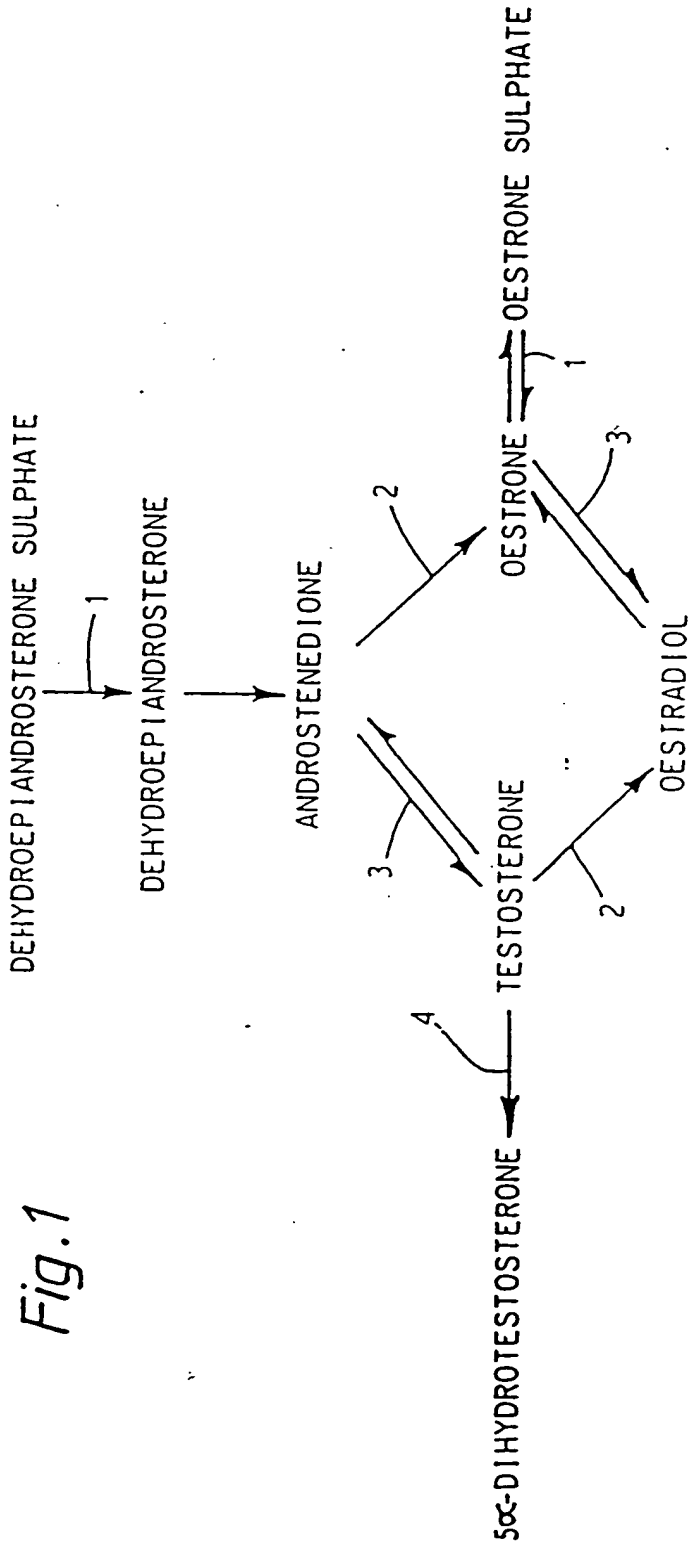 Fig.1
DEHYDROEPIANDROSTERONE SULPHATE
1
DEHYDROEPIANDROSTERONE
ANDROSTENEDIONE
3
2
5α-DIHYDROTESTOSTERONE
4
TESTOSTERONE
OESTRONE
1
OESTRONE SULPHATE
2
3
OESTRADIOL